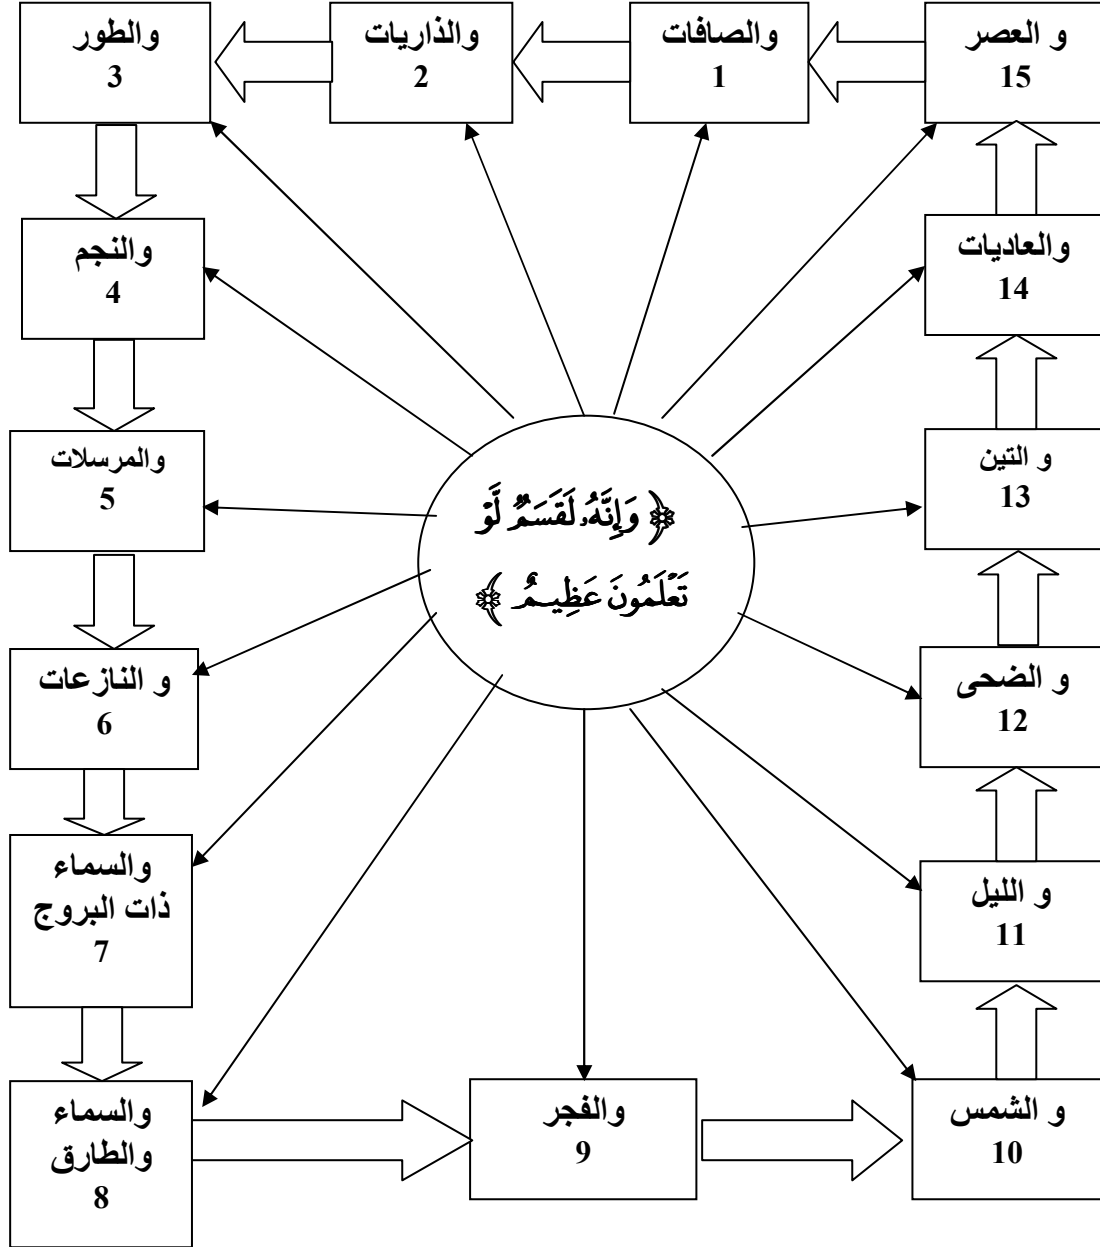 و العصر
15
والصافات
1
والذاريات
2
والطور
3
والنجم
4
والمرسلات
5
و النازعات
6
والسماء
ذات البروج
7
والسماء
والطارق
8
والفجر
9
و الشمس
10
و الليل
11
و الضحى
12
و التين
13
والعاديات
14
﴿ وَإِنَّهُۥ لَقَسَمٌ لَّوْ
تَعْلَمُونَ عَظِيمٌ ﴾